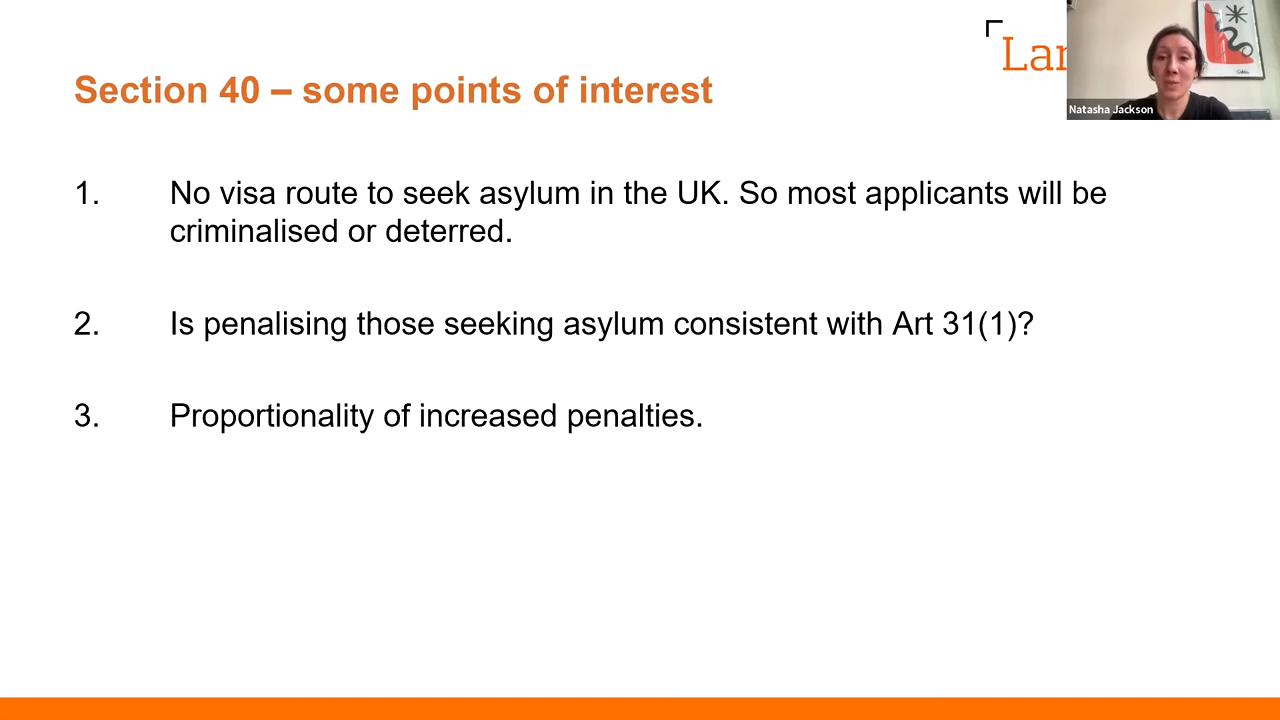 Section 40 – some points of interest
Lan
Natasha Jackson
1. No visa route to seek asylum in the UK. So most applicants will be
criminalised or deterred.
2. Is penalising those seeking asylum consistent with Art 31(1)?
3. Proportionality of increased penalties.